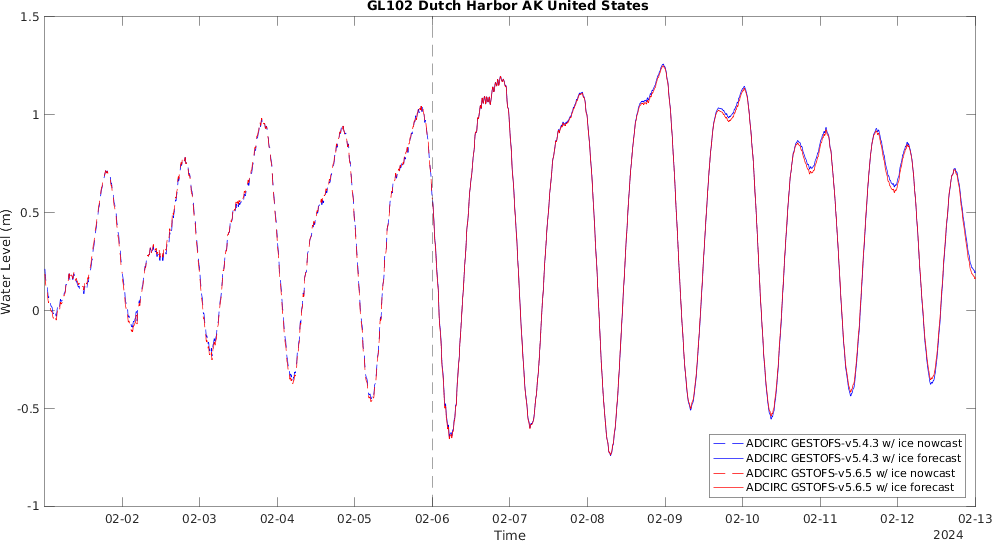 GL102 Dutch Harbor AK United States
1.5
1
0.5
0
-0.5
-1
Water Level (m)
ADCIRC GESTOFS-v5.4.3 w/ ice nowcast
ADCIRC GESTOFS-v5.4.3 w/ ice forecast
ADCIRC GSTOFS-v5.6.5 w/ ice nowcast
ADCIRC GSTOFS-v5.6.5 w/ ice forecast
02-02 02-03 02-04 02-05 02-06 02-07 02-08 02-09 02-10 02-11 02-12 02-13
Time
2024